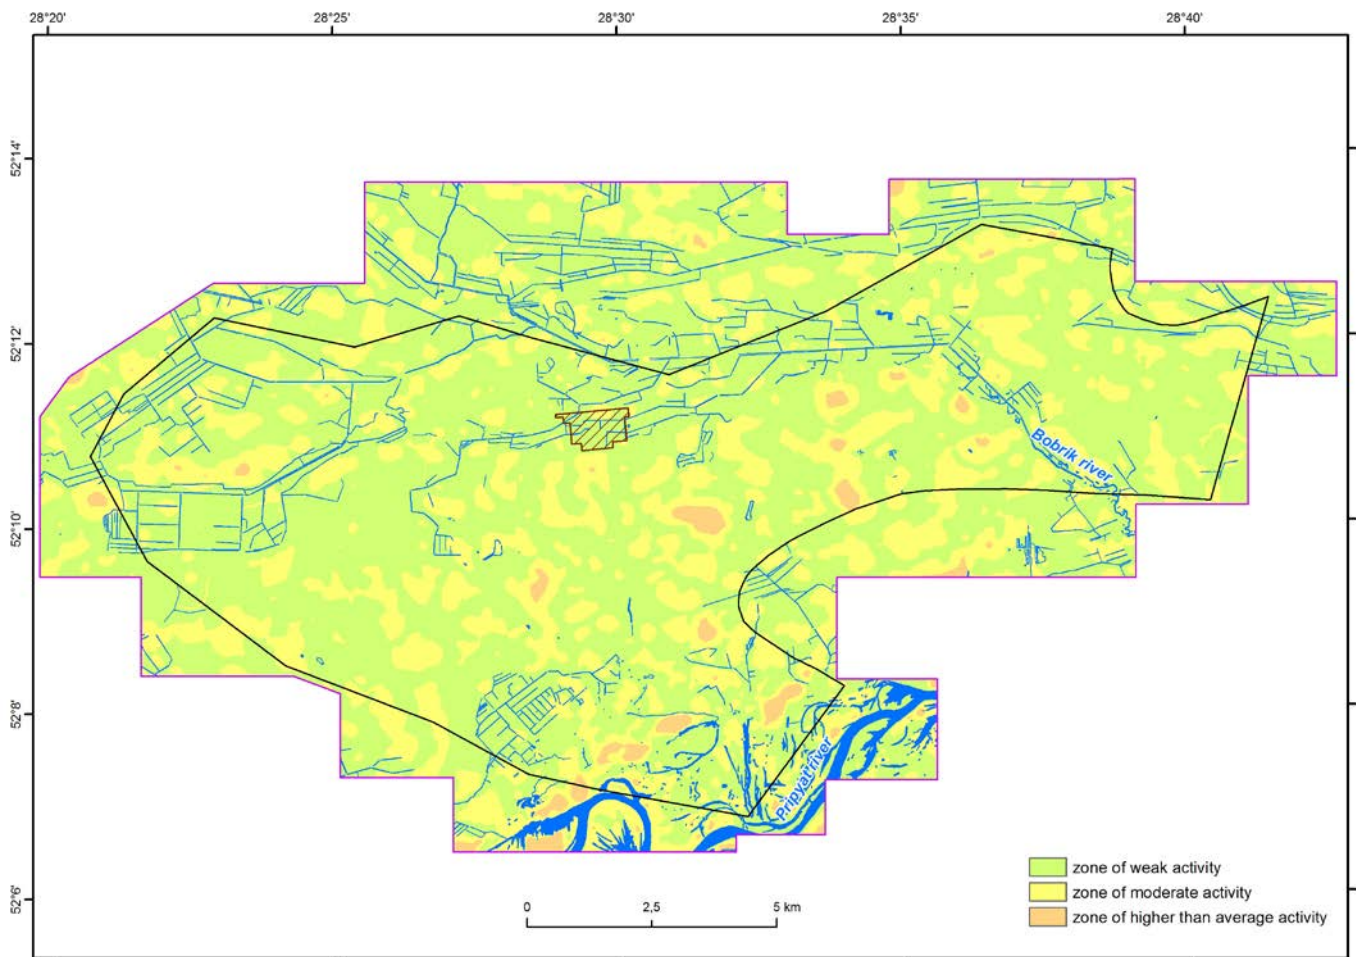 28°20'
28°25'
28°30'
28°35'
28°40'
52°14'
52°12'
52°10'
52°8'
52°6'
Bobrik river
Pripyat river
0
2,5
5 km
zone of weak activity
zone of moderate activity
zone of higher than average activity